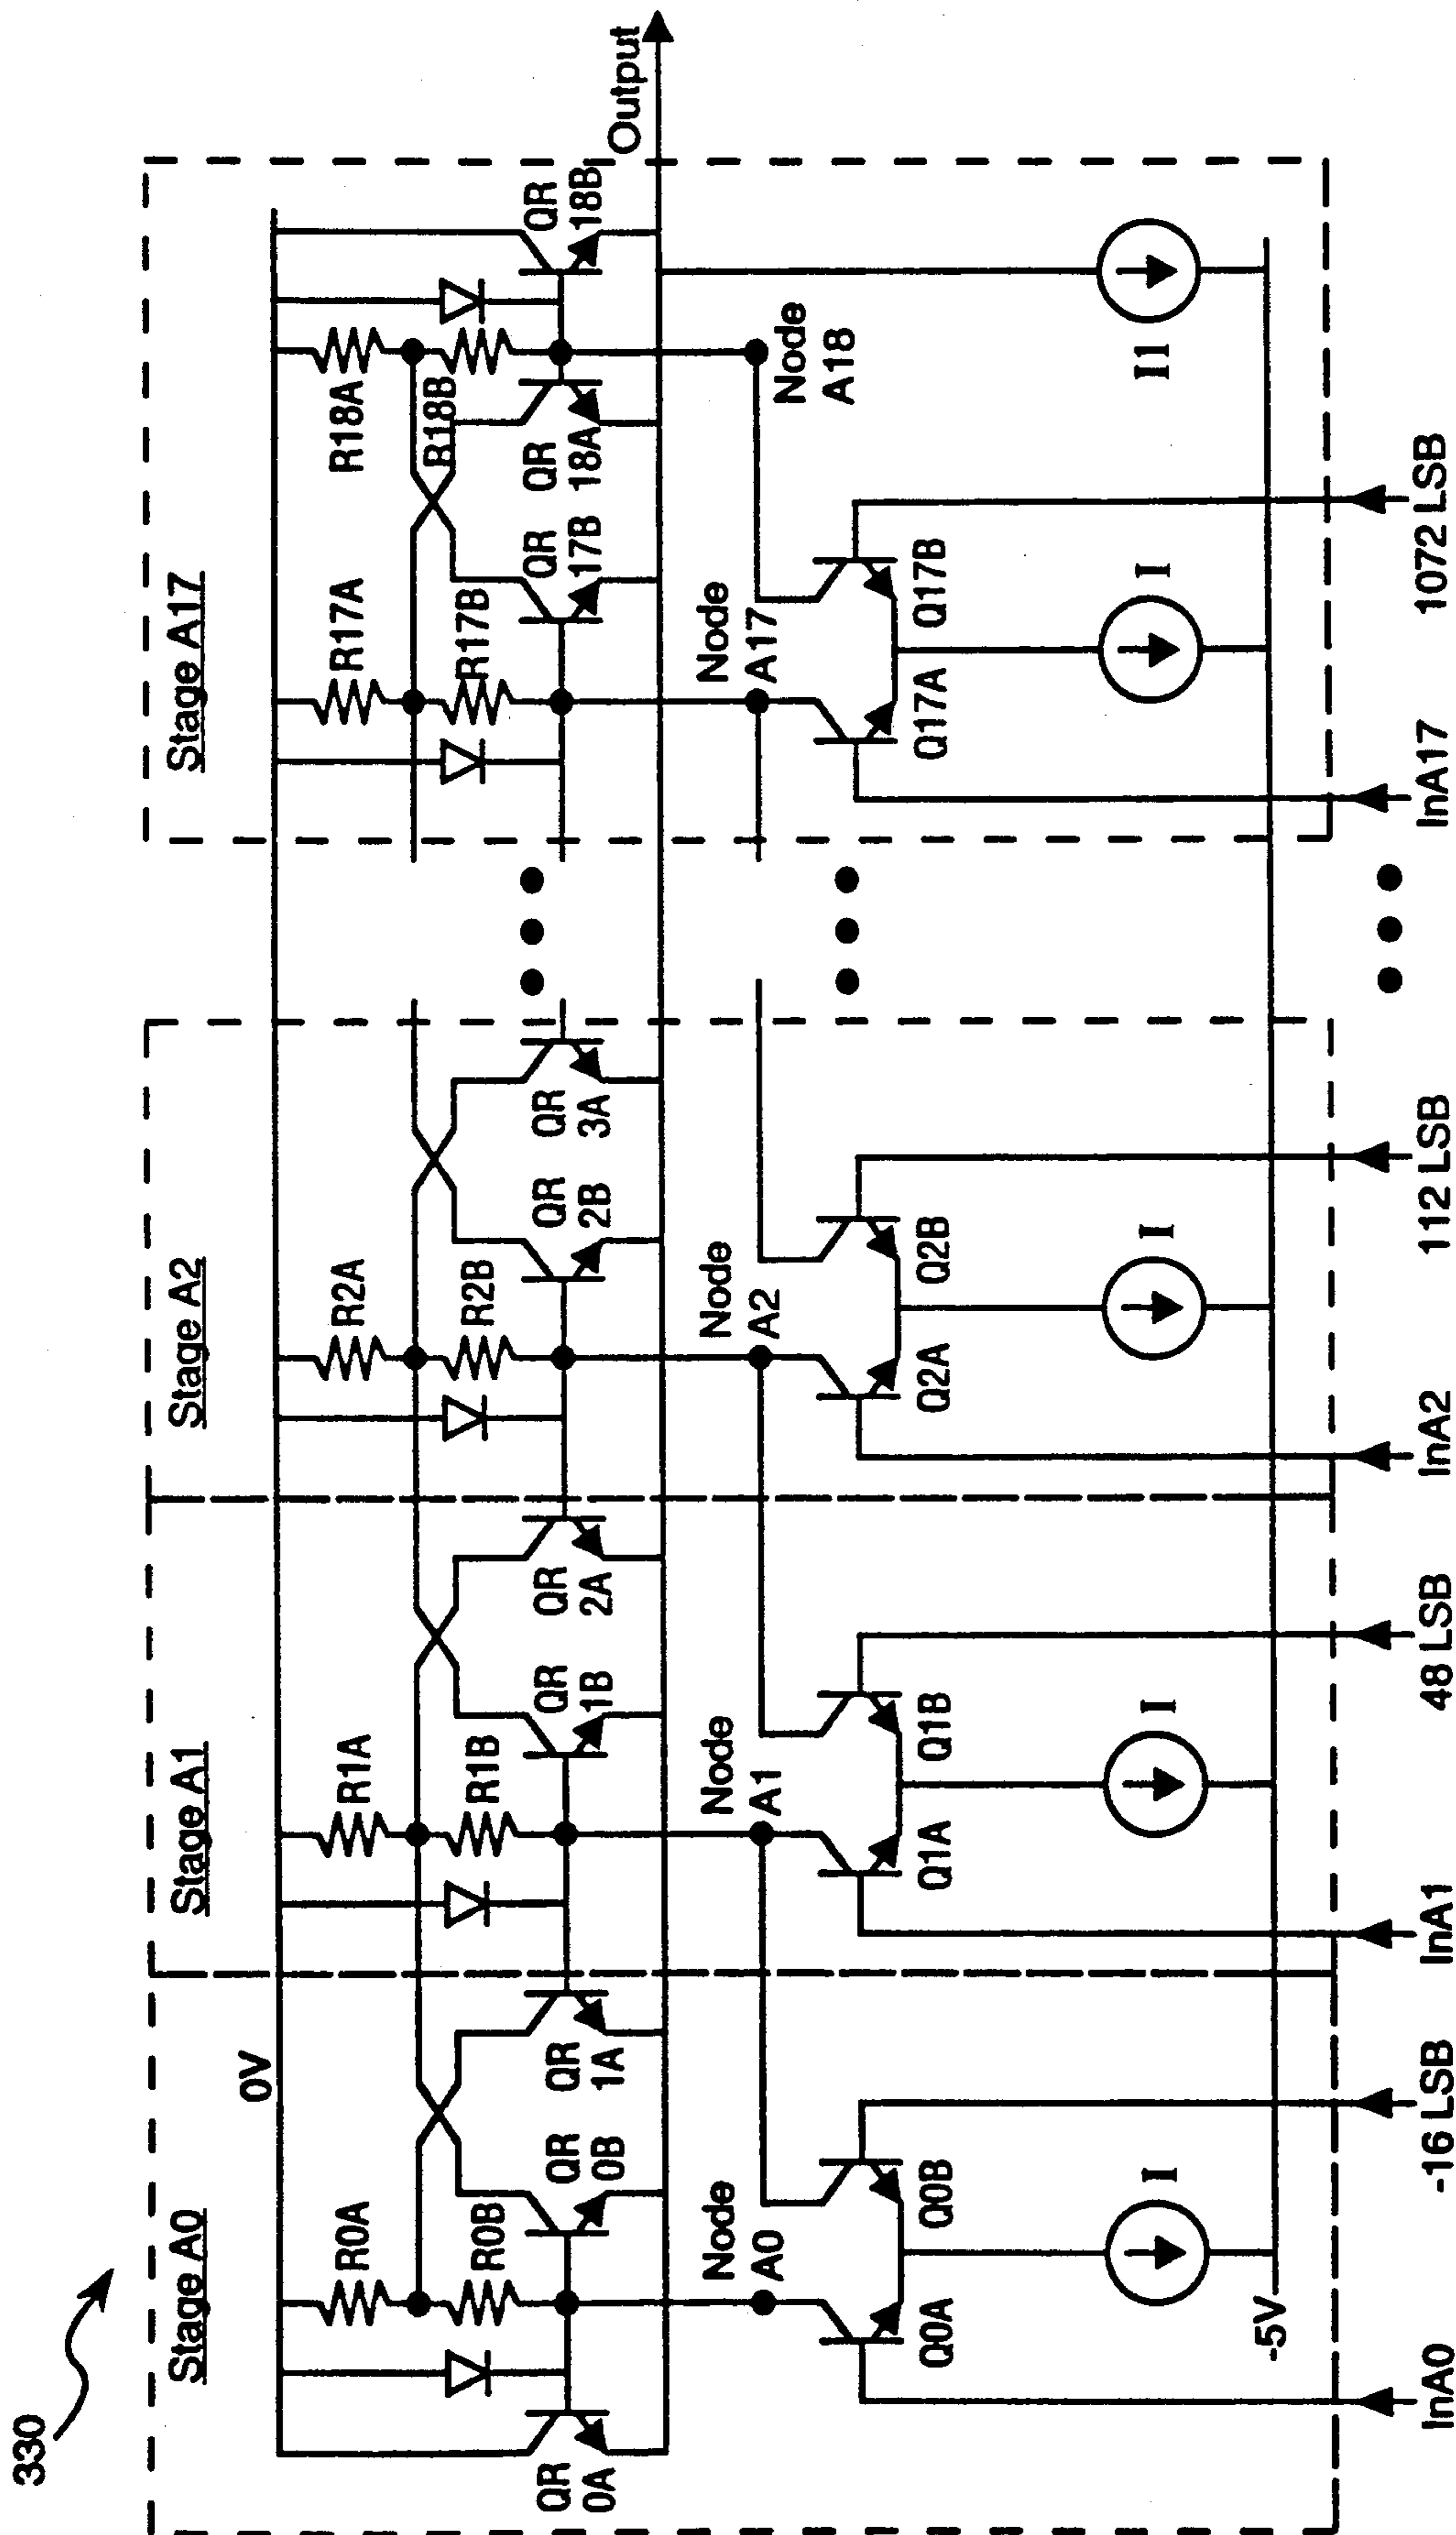 330
Stage A0
Stage A1
Stage A2
Stage A17
0V
R0A
R1A
R2A
R17A
R18A
R0B
R1B
R2B
R17B
R18B
QR
0A
QR
0B
QR
1A
QR
1B
QR
2A
QR
2B
QR
3A
QR
17B
QR
18A
QR
18B
Output
Node
A0
Node
A1
Node
A2
Node
A17
Node
A18
Q0A
Q0B
Q1A
Q1B
Q2A
Q2B
Q17A
Q17B
I
I
I
I
I1
-5V
InA0
-16 LSB
InA1
48 LSB
InA2
112 LSB
InA17
1072 LSB